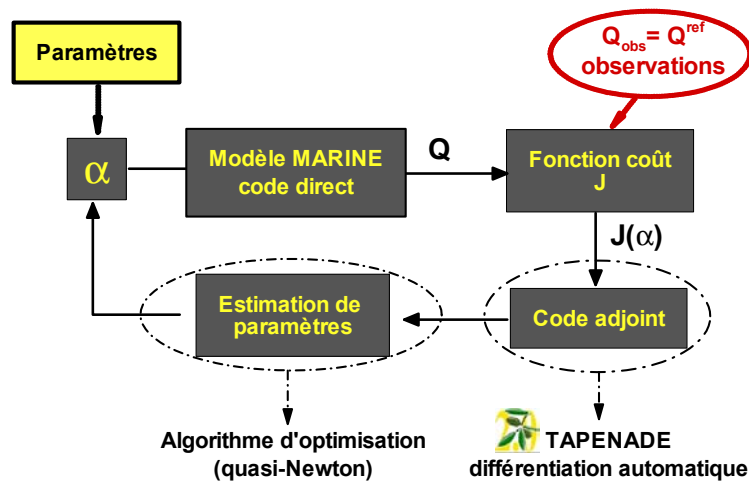 Paramètres
Q_obs = Q^ref
observations
α
Modèle MARINE
code direct
Q
Fonction coût
J
J(α)
Estimation de
paramètres
Code adjoint
Algorithme d'optimisation
(quasi-Newton)
TAPENADE
différentiation automatique